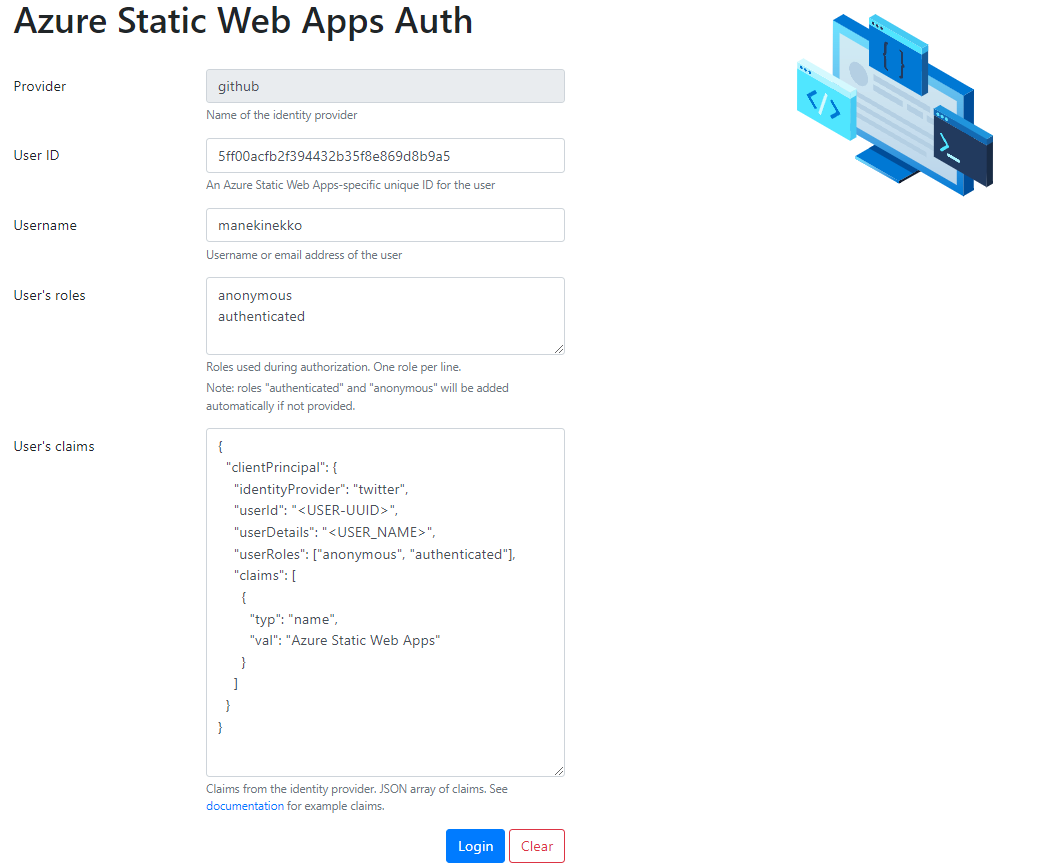 Azure Static Web Apps Auth
Provider
github
Name of the identity provider
User ID
5ff00acfb2f394432b35f8e869d8b9a5
An Azure Static Web Apps-specific unique ID for the user
Username
manekinekko
Username or email address of the user
User's roles
anonymous
authenticated
Roles used during authorization. One role per line.
Note: roles "authenticated" and "anonymous" will be added
automatically if not provided.
User's claims
{
"clientPrincipal": {
"identityProvider": "twitter",
"userId": "<USER-UUID>",
"userDetails": "<USER_NAME>",
"userRoles": ["anonymous", "authenticated"],
"claims": [
{
"typ": "name",
"val": "Azure Static Web Apps"
}
]
}
}
Claims from the identity provider. JSON array of claims. See
documentation for example claims.
Login Clear